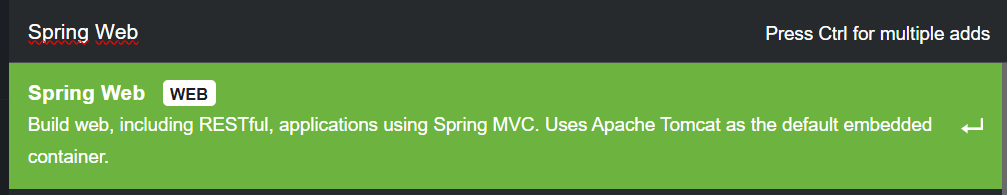 Spring Web
Press Ctrl for multiple adds
Spring Web WEB
Build web, including RESTful, applications using Spring MVC. Uses Apache Tomcat as the default embedded
container.